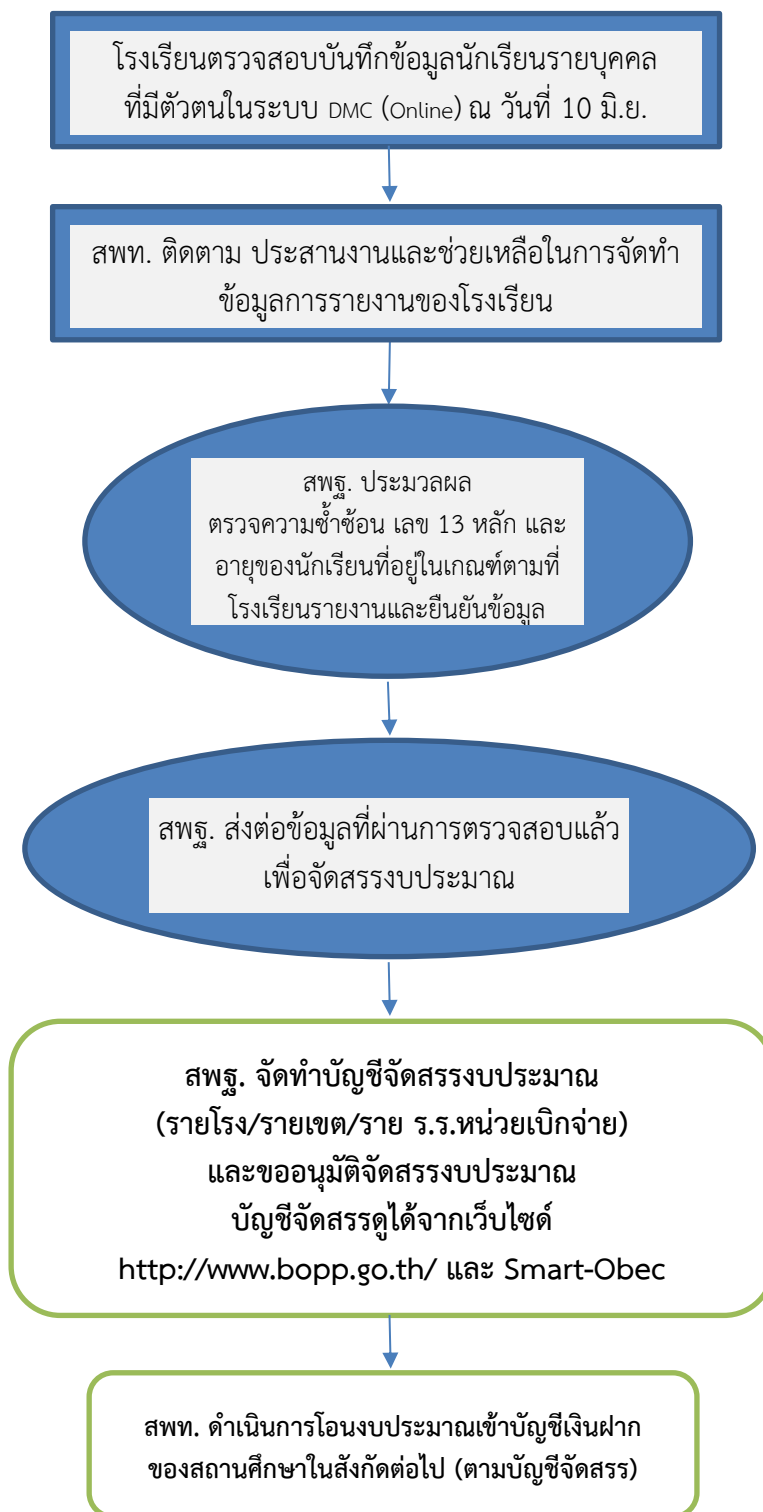 โรงเรียนตรวจสอบบันทึกข้อมูลนักเรียนรายบุคคล
ที่มีตัวตนในระบบ DMC (Online) ณ วันที่ 10 มิ.ย.
สพท. ติดตาม ประสานงานและช่วยเหลือในการจัดทำ
ข้อมูลการรายงานของโรงเรียน
สพฐ. ประมวลผล
ตรวจความซ้ำซ้อน เลข 13 หลัก และ
อายุของนักเรียนที่อยู่ในเกณฑ์ตามที่
โรงเรียนรายงานและยืนยันข้อมูล
สพฐ. ส่งต่อข้อมูลที่ผ่านการตรวจสอบแล้ว
เพื่อจัดสรรงบประมาณ
สพฐ. จัดทำบัญชีจัดสรรงบประมาณ
(รายโรง/รายเขต/ราย ร.ร.หน่วยเบิกจ่าย)
และขออนุมัติจัดสรรงบประมาณ
บัญชีจัดสรรดูได้จากเว็บไซด์
http://www.bopp.go.th/ และ Smart-Obec
สพท. ดำเนินการโอนงบประมาณเข้าบัญชีเงินฝาก
ของสถานศึกษาในสังกัดต่อไป (ตามบัญชีจัดสรร)